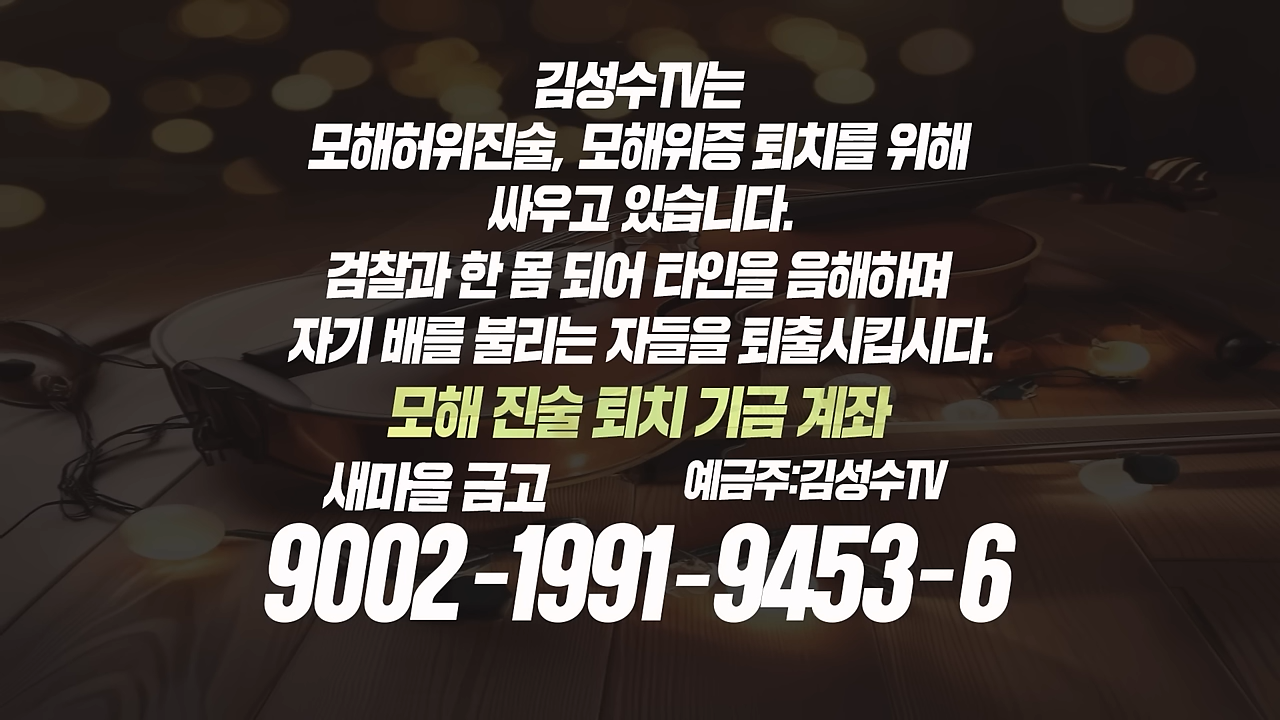 김성수TV는
모해허위진술, 모해위증 퇴치를 위해
싸우고 있습니다.
검찰과 한 몸 되어 타인을 음해하며
자기 배를 불리는 자들을 퇴출시킵시다.
모해 진술 퇴치 기금 계좌
새마을 금고 예금주:김성수TV
9002-1991-9453-6